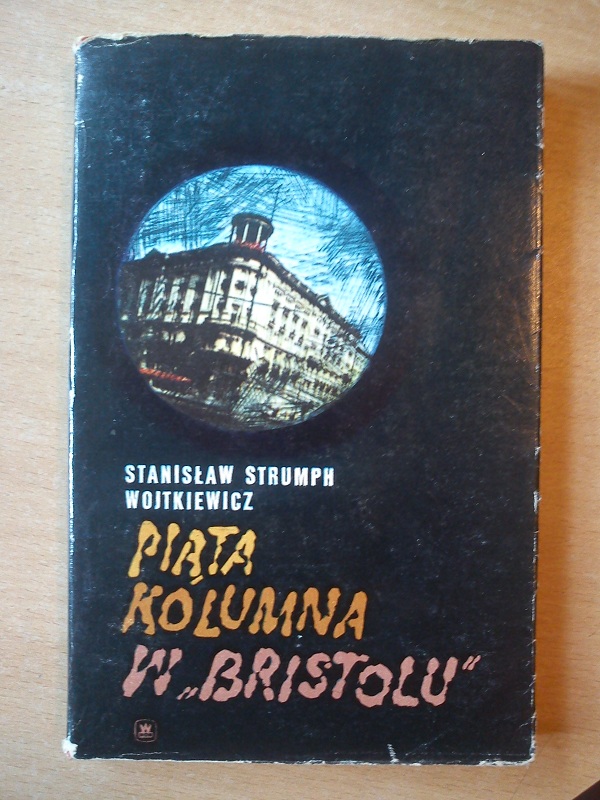 STANISŁAW STRUMPH
WOJTKIEWICZ
PIĄTA
KOLUMNA
W „BRISTOLU"